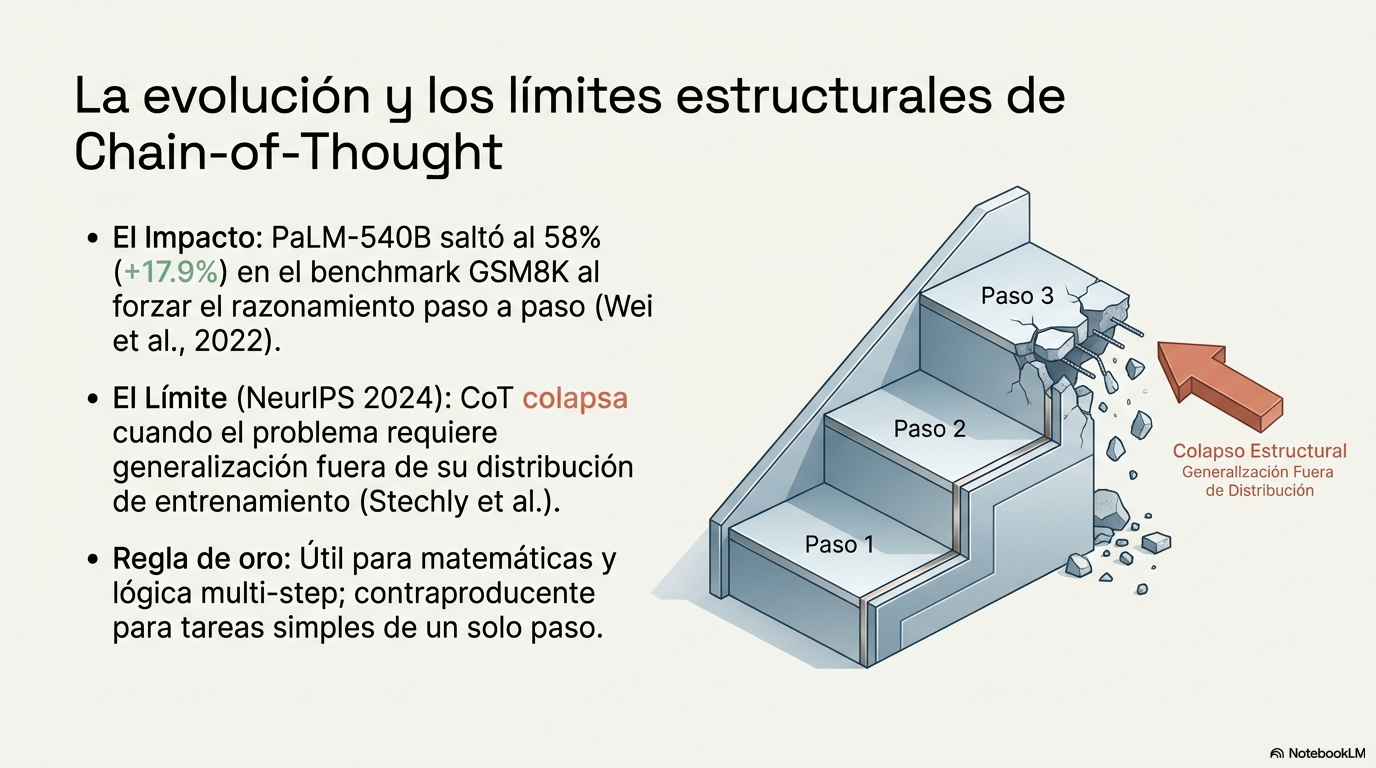 La evolución y los límites estructurales de
Chain-of-Thought
• El Impacto: PaLM-540B saltó al 58%
(+17.9%) en el benchmark GSM8K al
forzar el razonamiento paso a paso (Wei
et al., 2022).
• El Límite (NeurIPS 2024): CoT colapsa
cuando el problema requiere
generalización fuera de su distribución
de entrenamiento (Stechly et al.).
• Regla de oro: Útil para matemáticas y
lógica multi-step; contraproducente
para tareas simples de un solo paso.
Paso 3
Paso 2
Paso 1
Colapso Estructural
Generalización Fuera
de Distribución
NotebookLM